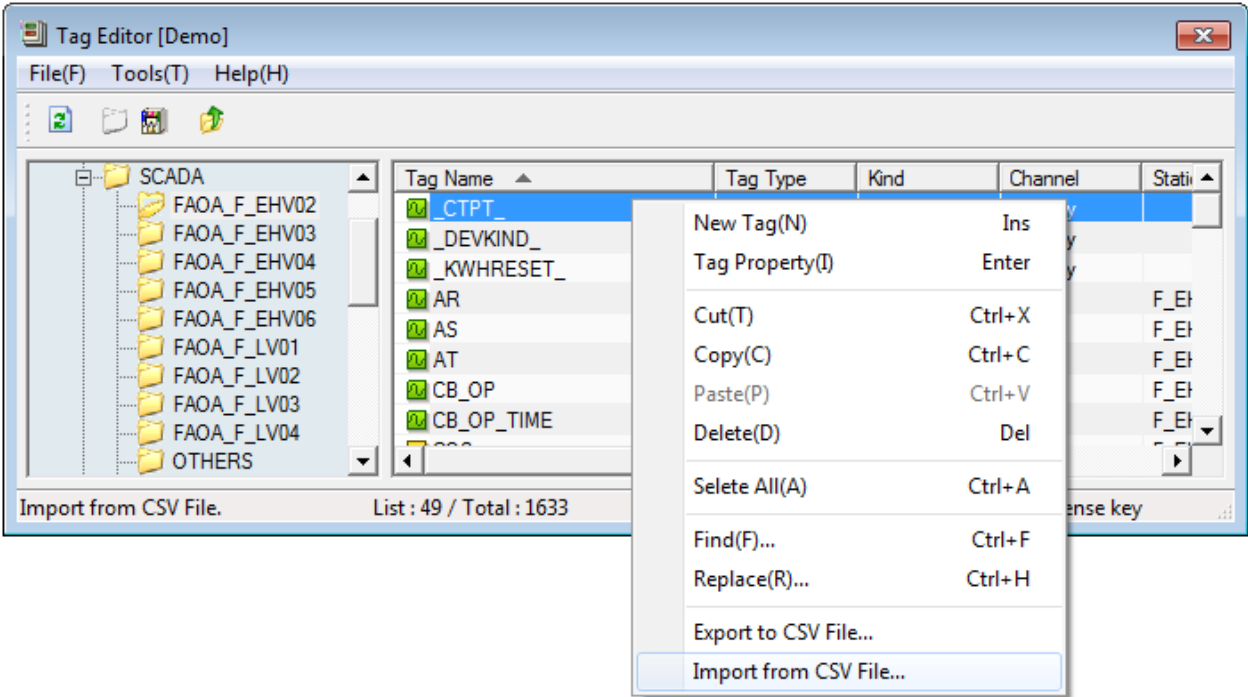 Tag Editor [Demo]
File(F) Tools(T) Help(H)
SCADA
FAOA_F_EHV02
FAOA_F_EHV03
FAOA_F_EHV04
FAOA_F_EHV05
FAOA_F_EHV06
FAOA_F_LV01
FAOA_F_LV02
FAOA_F_LV03
FAOA_F_LV04
OTHERS
Tag Name Tag Type Kind Channel
_CTPT_
_DEVKIND_
_KWHRESET_
AR
AS
AT
CB_OP
CB_OP_TIME
New Tag(N) Ins
Tag Property(I) Enter
Cut(T) Ctrl+X
Copy(C) Ctrl+C
Paste(P) Ctrl+V
Delete(D) Del
Selete All(A) Ctrl+A
Find(F)... Ctrl+F
Replace(R)... Ctrl+H
Export to CSV File...
Import from CSV File...
Import from CSV File. List : 49 / Total : 1633 key